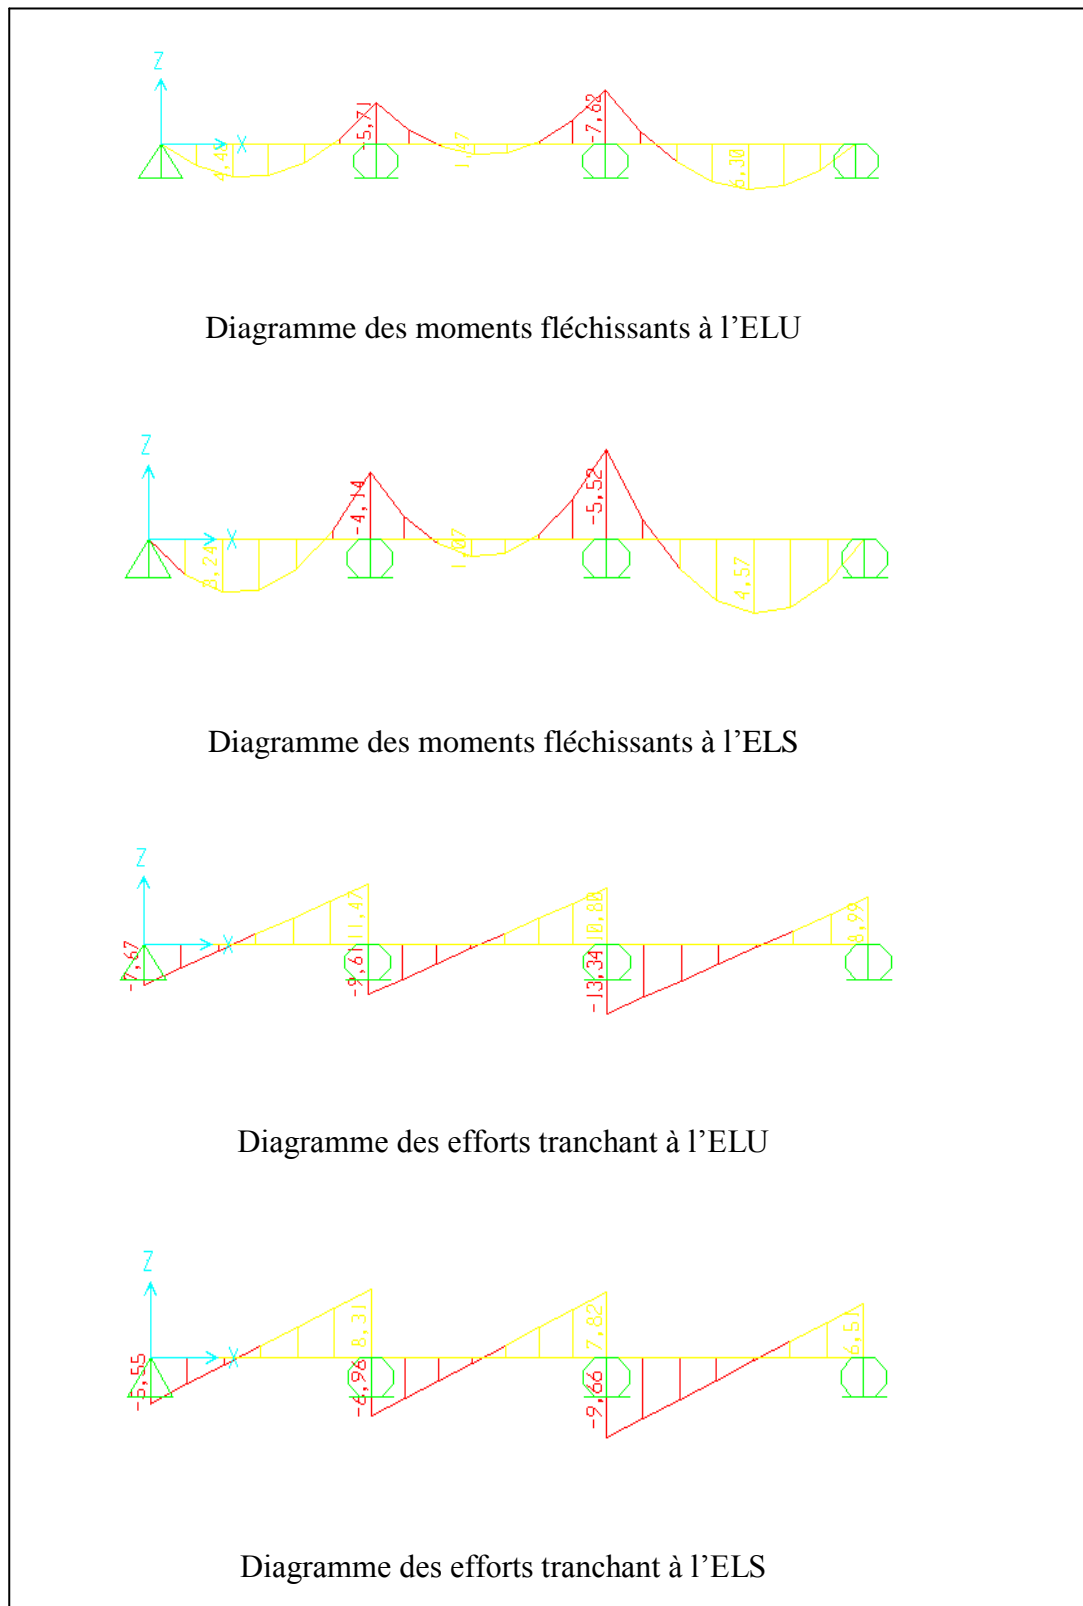 Z
X
4,48
-5,71
1,47
-7,62
6,30
Diagramme des moments fléchissants à l’ELU
Z
X
3,24
-4,14
1,07
-5,52
4,57
Diagramme des moments fléchissants à l’ELS
Z
X
-7,67
11,47
-9,61
10,80
-13,34
8,99
Diagramme des efforts tranchant à l’ELU
Z
X
-5,55
8,31
-6,96
7,82
-9,66
6,51
Diagramme des efforts tranchant à l’ELS